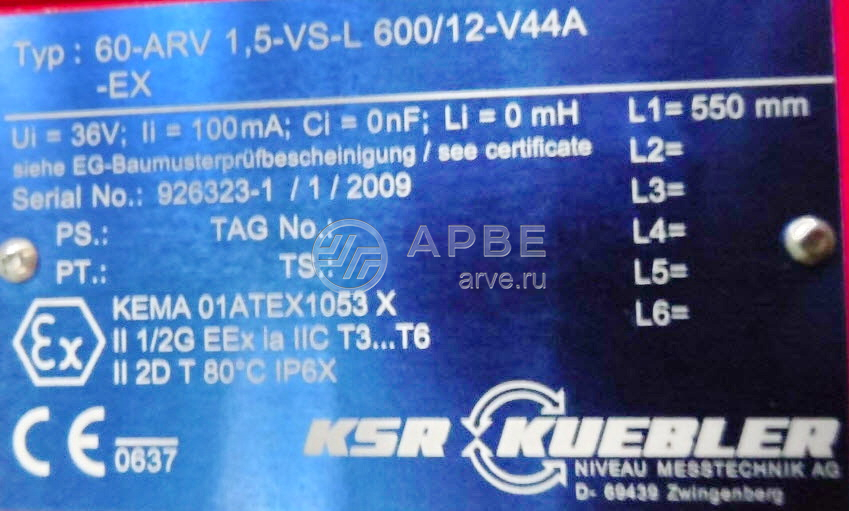 Typ : 60-ARV 1,5-VS-L 600/12-V44A
-EX
Ui = 36V; Ii = 100mA; Ci = 0nF; Li = 0 mH
siehe EG-Baumusterprüfbescheinigung / see certificate
Serial No.: 926323-1 / 1 / 2009
PS.: TAG No.:
PT.: TS.:
L1= 550 mm
L2=
L3=
L4=
L5=
L6=
АРВЕ
arve.ru
Ex
KEMA 01ATEX1053 X
II 1/2G EEx ia IIC T3...T6
II 2D T 80°C IP6X
CE 0637
KSR KUEBLER
NIVEAU MESSTECHNIK AG
D- 69439 Zwingenberg